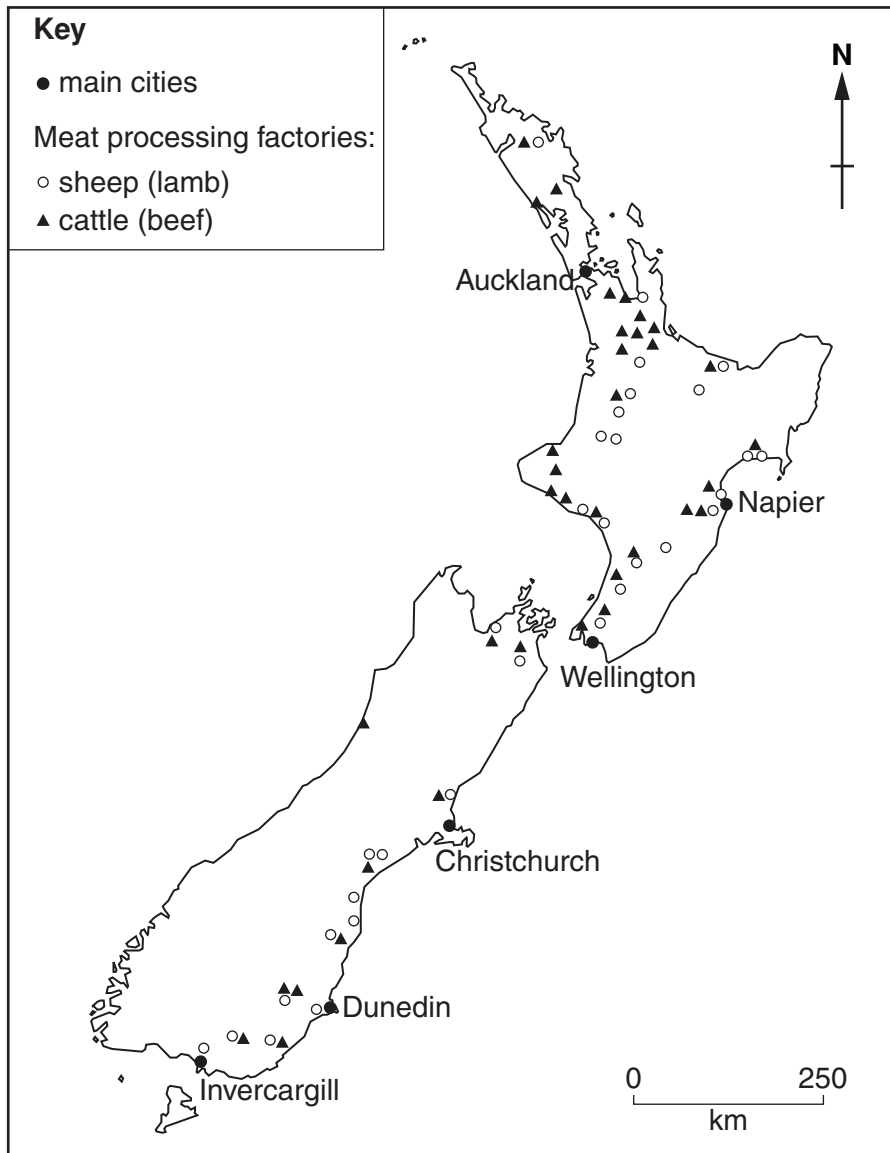 Key
main cities
Meat processing factories:
sheep (lamb)
cattle (beef)
N
Auckland
Napier
Wellington
Christchurch
Dunedin
Invercargill
0 250
km